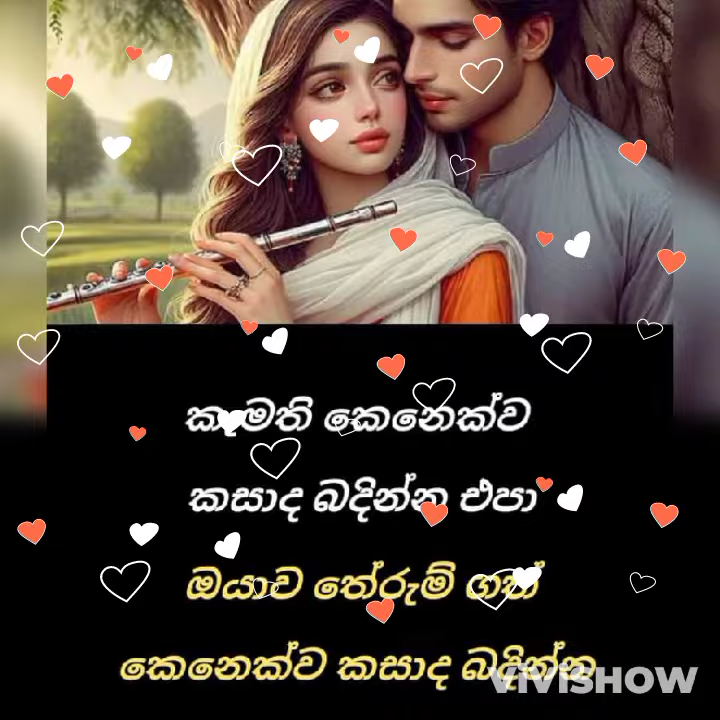 කැමති කෙනෙක්ව
කසාද බදින්න එපා
ඔයාව තේරුම් ගත්
කෙනෙක්ව කසාද බදින්න
VIVISHOW